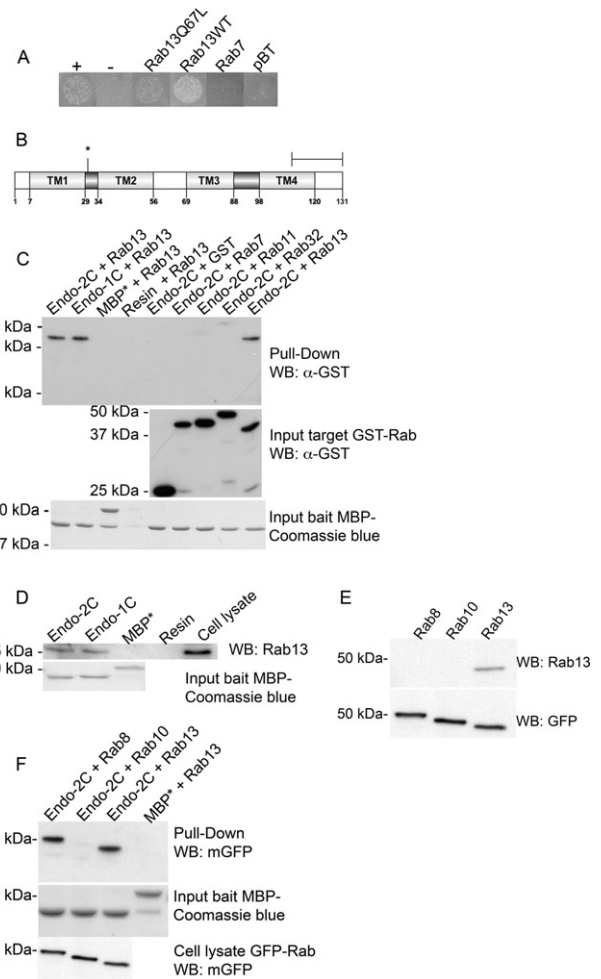 A
+
-
Rab13Q67L
Rab13WT
Rab7
pBT
B
*
TM1
TM2
TM3
TM4
1 7 29 34 56 69 88 98 120 131
C
Endo-2C + Rab13
Endo-1C + Rab13
MBP* + Rab13
Resin + Rab13
Endo-2C + GST
Endo-2C + Rab7
Endo-2C + Rab11
Endo-2C + Rab32
Endo-2C + Rab13
kDa -
kDa -
kDa -
Pull-Down
WB: α-GST
50 kDa -
37 kDa -
25 kDa -
Input target GST-Rab
WB: α-GST
0 kDa -
7 kDa -
Input bait MBP-
Coomassie blue
D
Endo-2C
Endo-1C
MBP*
Resin
Cell lysate
kDa -
WB: Rab13
0 kDa -
Input bait MBP-
Coomassie blue
E
Rab8
Rab10
Rab13
50 kDa-
WB: Rab13
50 kDa-
WB: GFP
F
Endo-2C + Rab8
Endo-2C + Rab10
Endo-2C + Rab13
MBP* + Rab13
kDa-
Pull-Down
WB: mGFP
kDa-
Input bait MBP-
Coomassie blue
kDa-
Cell lysate GFP-Rab
WB: mGFP